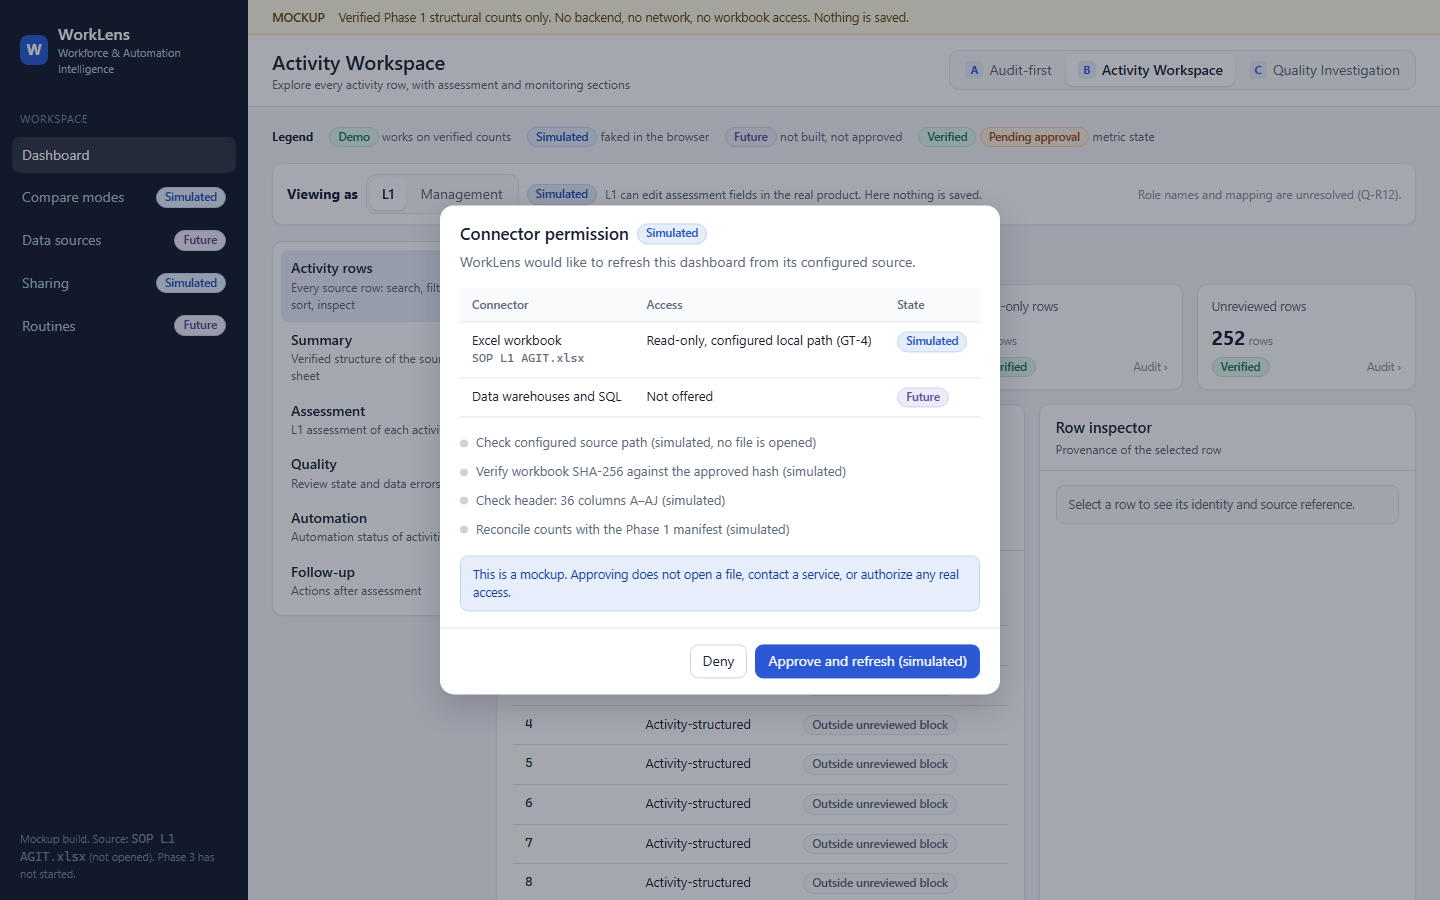 W
WorkLens
Workforce & Automation
Intelligence
WORKSPACE
Dashboard
Compare modes Simulated
Data sources Future
Sharing Simulated
Routines Future
Mockup build. Source: SOP L1
AGIT.xlsx (not opened). Phase 3 has
not started.
MOCKUP Verified Phase 1 structural counts only. No backend, no network, no workbook access. Nothing is saved.
Activity Workspace
Explore every activity row, with assessment and monitoring sections
A Audit-first B Activity Workspace C Quality Investigation
Legend Demo works on verified counts Simulated faked in the browser Future not built, not approved Verified Pending approval metric state
Viewing as L1 Management Simulated L1 can edit assessment fields in the real product. Here nothing is saved. Role names and mapping are unresolved (Q-R12).
Activity rows
Every source row: search, filt
sort, inspect
Summary
Verified structure of the sour
sheet
Assessment
L1 assessment of each activi
Quality
Review state and data errors
Automation
Automation status of activiti
Follow-up
Actions after assessment
Connector permission Simulated
WorkLens would like to refresh this dashboard from its configured source.
Connector Access State
Excel workbook Read-only, configured local path (GT-4) Simulated
SOP L1 AGIT.xlsx
Data warehouses and SQL Not offered Future
Check configured source path (simulated, no file is opened)
Verify workbook SHA-256 against the approved hash (simulated)
Check header: 36 columns A–AJ (simulated)
Reconcile counts with the Phase 1 manifest (simulated)
This is a mockup. Approving does not open a file, contact a service, or authorize any real
access.
Deny Approve and refresh (simulated)
-only rows
ows
rified Audit ›
Unreviewed rows
252 rows
Verified Audit ›
Row inspector
Provenance of the selected row
Select a row to see its identity and source reference.
4 Activity-structured Outside unreviewed block
5 Activity-structured Outside unreviewed block
6 Activity-structured Outside unreviewed block
7 Activity-structured Outside unreviewed block
8 Activity-structured Outside unreviewed block